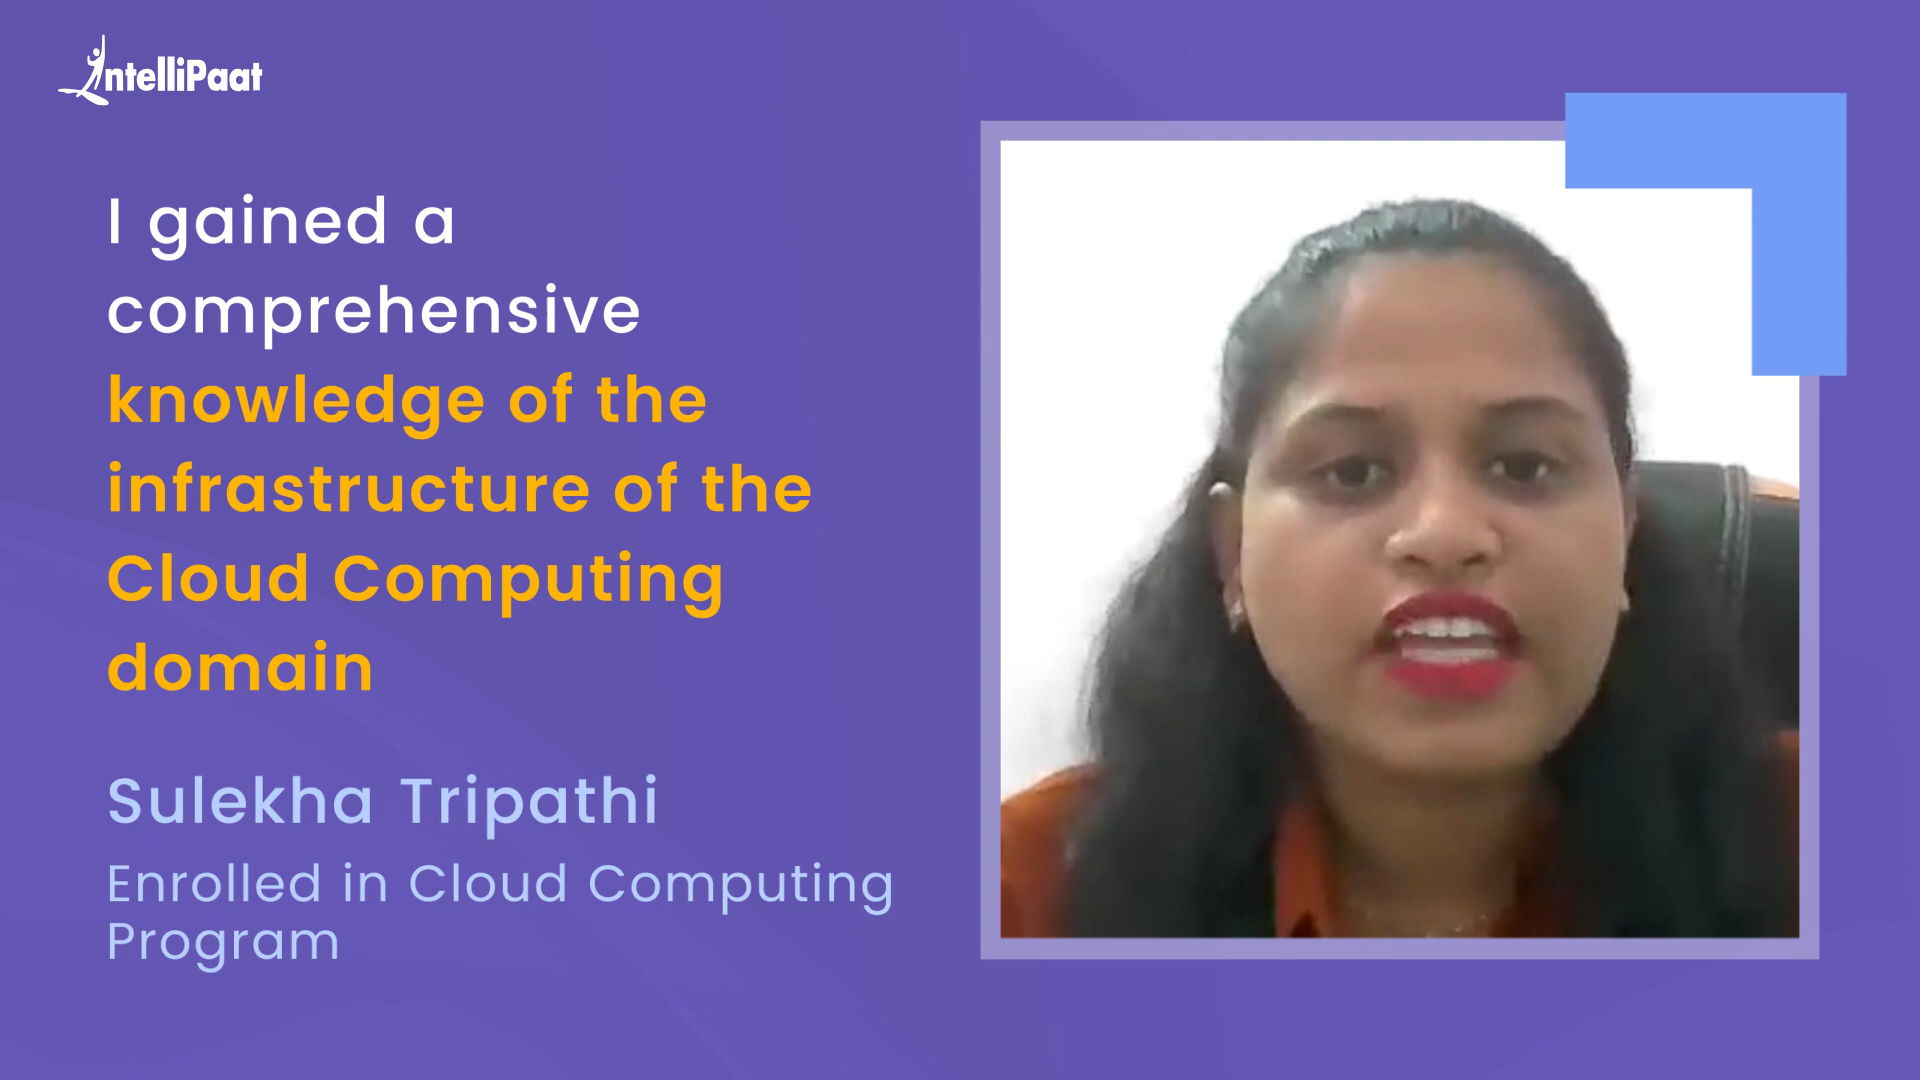 IntelliPaat
I gained a
comprehensive
knowledge of the
infrastructure of the
Cloud Computing
domain
Sulekha Tripathi
Enrolled in Cloud Computing
Program